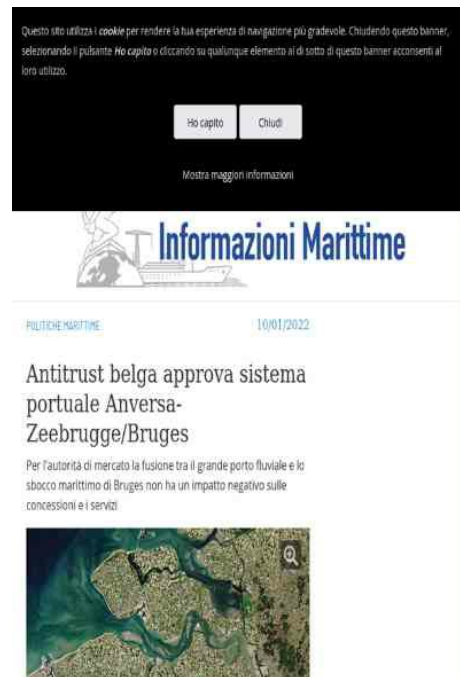 Questo sito utilizza i cookie per rendere la tua esperienza di navigazione più gradevole. Chiudendo questo banner,
selezionando il pulsante Ho capito o cliccando su qualunque elemento al di sotto di questo banner acconsenti al
loro utilizzo.
Ho capito
Chiudi
Mostra maggiori informazioni
Informazioni Marittime
POLITICHE MARITTIME
10/01/2022
Antitrust belga approva sistema
portuale Anversa-
Zeebrugge/Bruges
Per l'autorità di mercato la fusione tra il grande porto fluviale e lo
sbocco marittimo di Bruges non ha un impatto negativo sulle
concessioni e i servizi